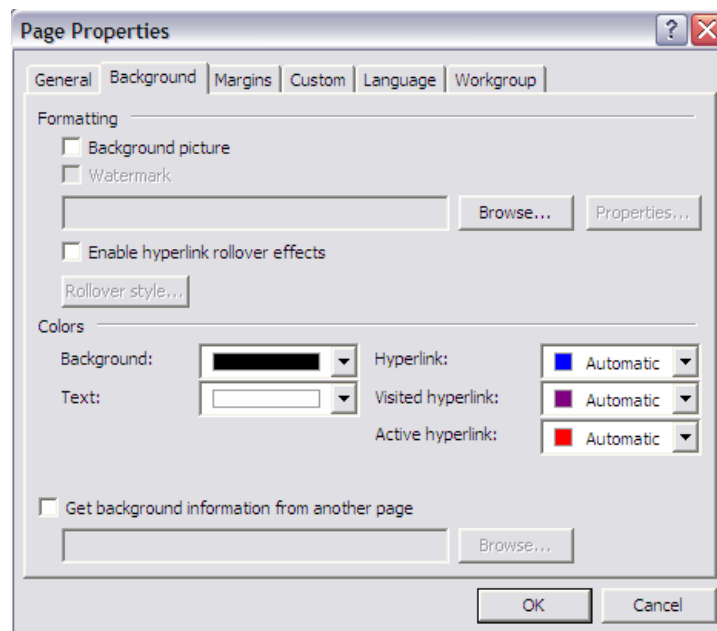 Page Properties
?
General Background Margins Custom Language Workgroup
Formatting
Background picture
Watermark
Browse... Properties...
Enable hyperlink rollover effects
Rollover style...
Colors
Background: Hyperlink: Automatic
Text: Visited hyperlink: Automatic
Active hyperlink: Automatic
Get background information from another page
Browse...
OK Cancel